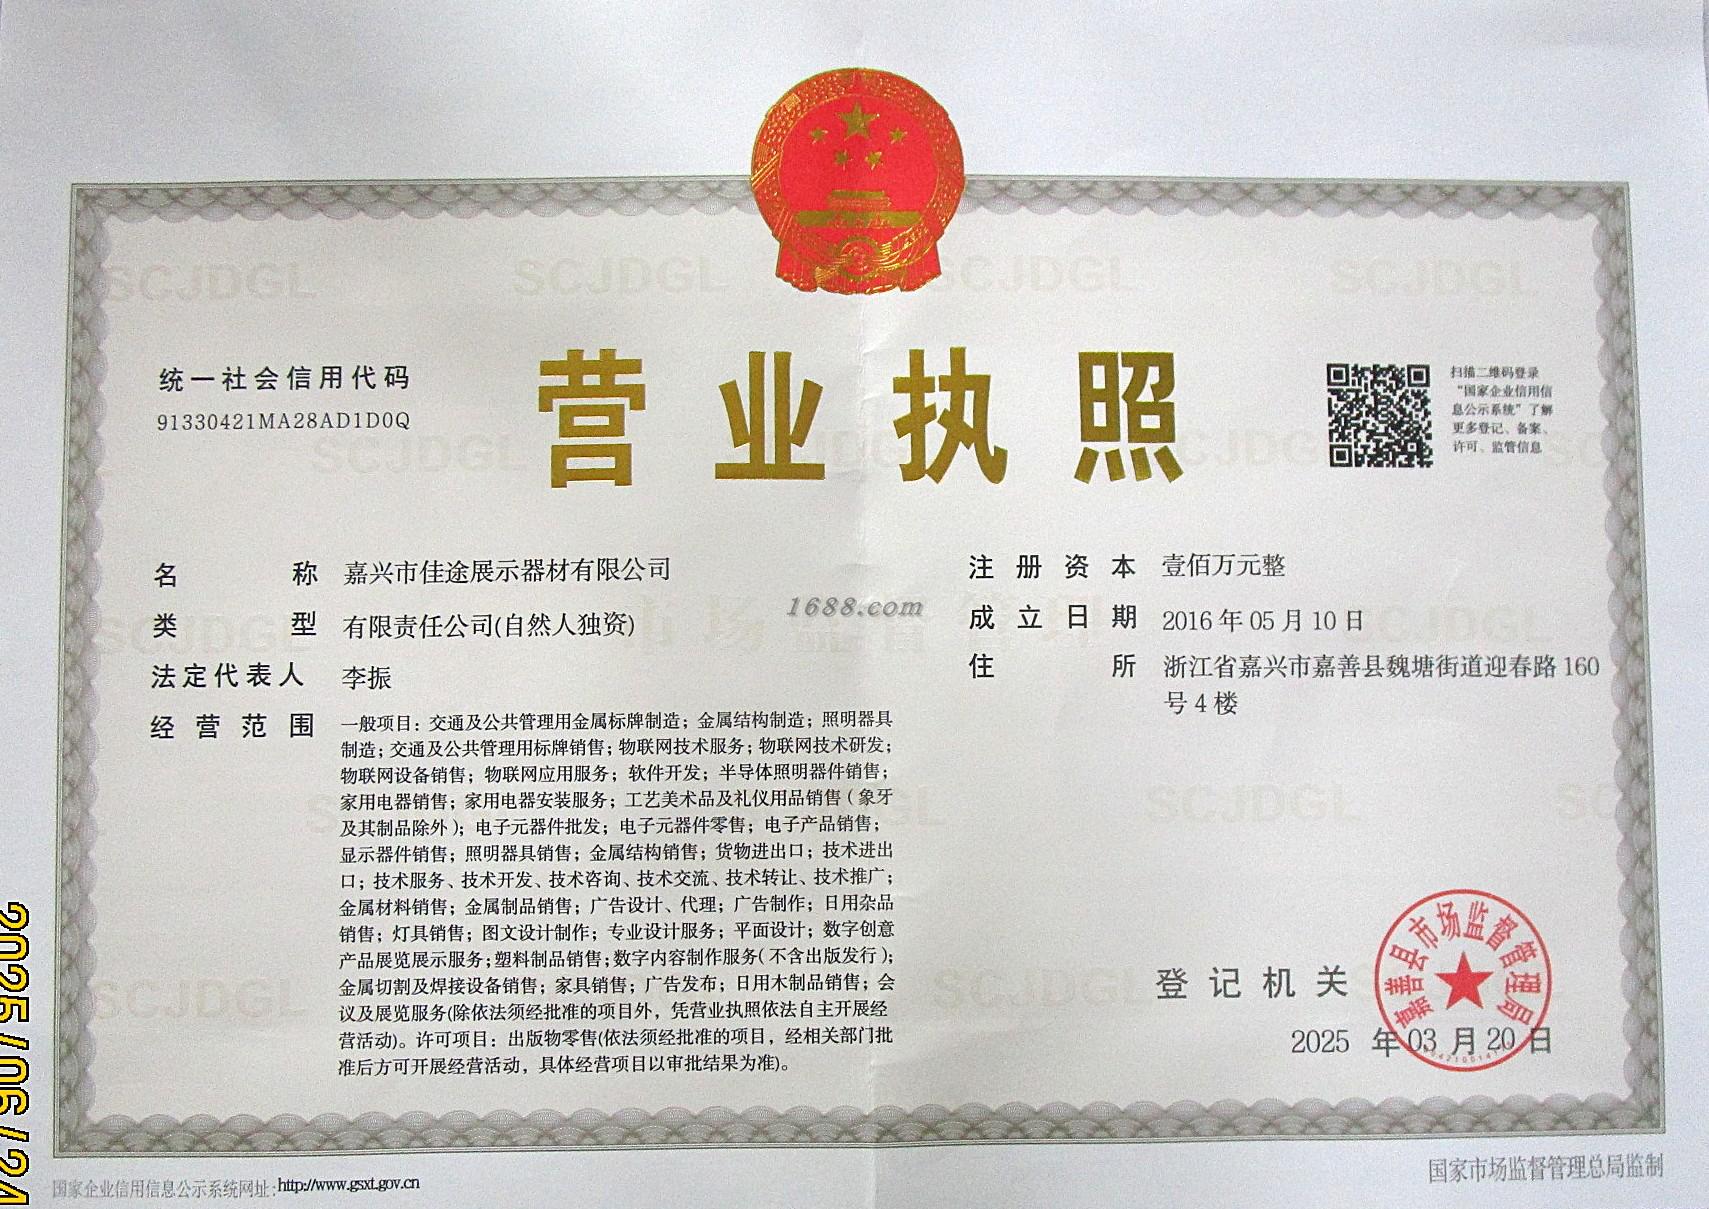 营业执照
统一社会信用代码
91330421MA28AD1D0Q
扫描二维码登录
“国家企业信用信
息公示系统”了解
更多登记、备案、
许可、监管信息
名称 嘉兴市佳途展示器材有限公司
类型 有限责任公司(自然人独资)
法定代表人 李振
经营范围 一般项目：交通及公共管理用金属标牌制造；金属结构制造；照明器具
制造；交通及公共管理用标牌销售；物联网技术服务；物联网技术研发；
物联网设备销售；物联网应用服务；软件开发；半导体照明器件销售；
家用电器销售；家用电器安装服务；工艺美术品及礼仪用品销售（象牙
及其制品除外）；电子元器件批发；电子元器件零售；电子产品销售；
显示器件销售；照明器具销售；金属结构销售；货物进出口；技术进出
口；技术服务、技术开发、技术咨询、技术交流、技术转让、技术推广；
金属材料销售；金属制品销售；广告设计、代理；广告制作；日用杂品
销售；灯具销售；图文设计制作；专业设计服务；平面设计；数字创意
产品展览展示服务；塑料制品销售；数字内容制作服务（不含出版发行）；
金属切割及焊接设备销售；家具销售；广告发布；日用木制品销售；会
议及展览服务(除依法须经批准的项目外，凭营业执照依法自主开展经
营活动)。许可项目：出版物零售(依法须经批准的项目，经相关部门批
准后方可开展经营活动，具体经营项目以审批结果为准)。
注册资本 壹佰万元整
成立日期 2016年05月10日
住所 浙江省嘉兴市嘉善县魏塘街道迎春路160
号4楼
1688.com
登记机关
嘉善县市场监督管理局
2025年03月20日
国家企业信用信息公示系统网址：http://www.gsxt.gov.cn
国家市场监督管理总局监制
2025/06/24
SCJDGL